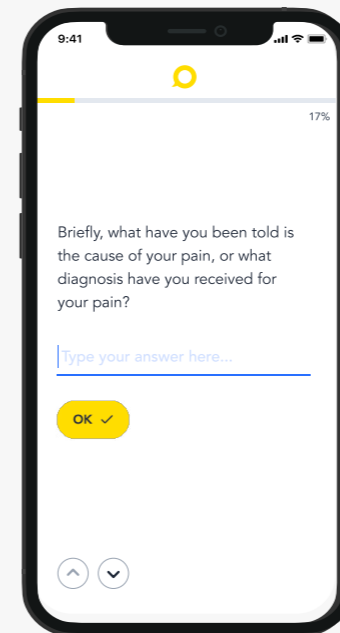 9:41
17%
Briefly, what have you been told is
the cause of your pain, or what
diagnosis have you received for
your pain?
Type your answer here...
OK